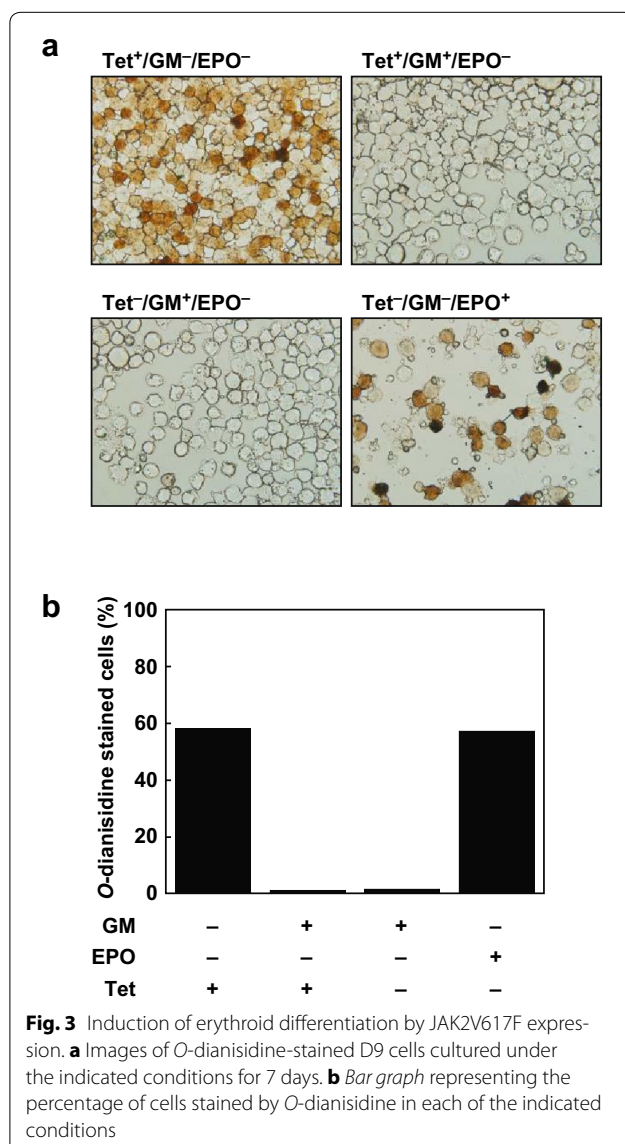 a
Tet⁺/GM⁻/EPO⁻ Tet⁺/GM⁺/EPO⁻
Tet⁻/GM⁺/EPO⁻ Tet⁻/GM⁻/EPO⁺
b
O-dianisidine stained cells (%)
100
80
60
40
20
0
GM – + + –
EPO – – – +
Tet + + – –
Fig. 3 Induction of erythroid differentiation by JAK2V617F expres-
sion. a Images of O-dianisidine-stained D9 cells cultured under
the indicated conditions for 7 days. b Bar graph representing the
percentage of cells stained by O-dianisidine in each of the indicated
conditions